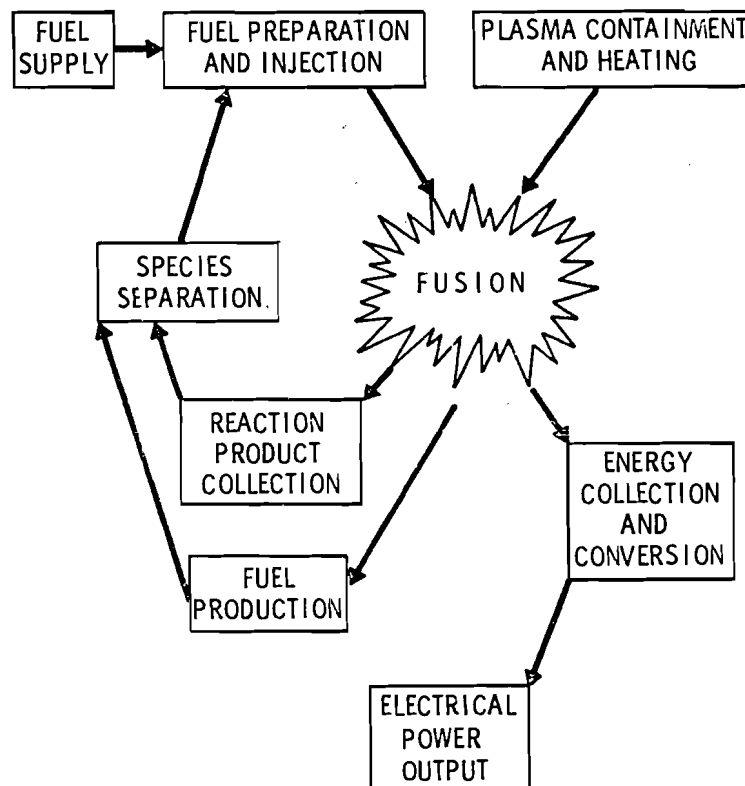 FUEL
SUPPLY
FUEL PREPARATION
AND INJECTION
PLASMA CONTAINMENT
AND HEATING
SPECIES
SEPARATION.
FUSION
REACTION
PRODUCT
COLLECTION
ENERGY
COLLECTION
AND
CONVERSION
FUEL
PRODUCTION
ELECTRICAL
POWER
OUTPUT